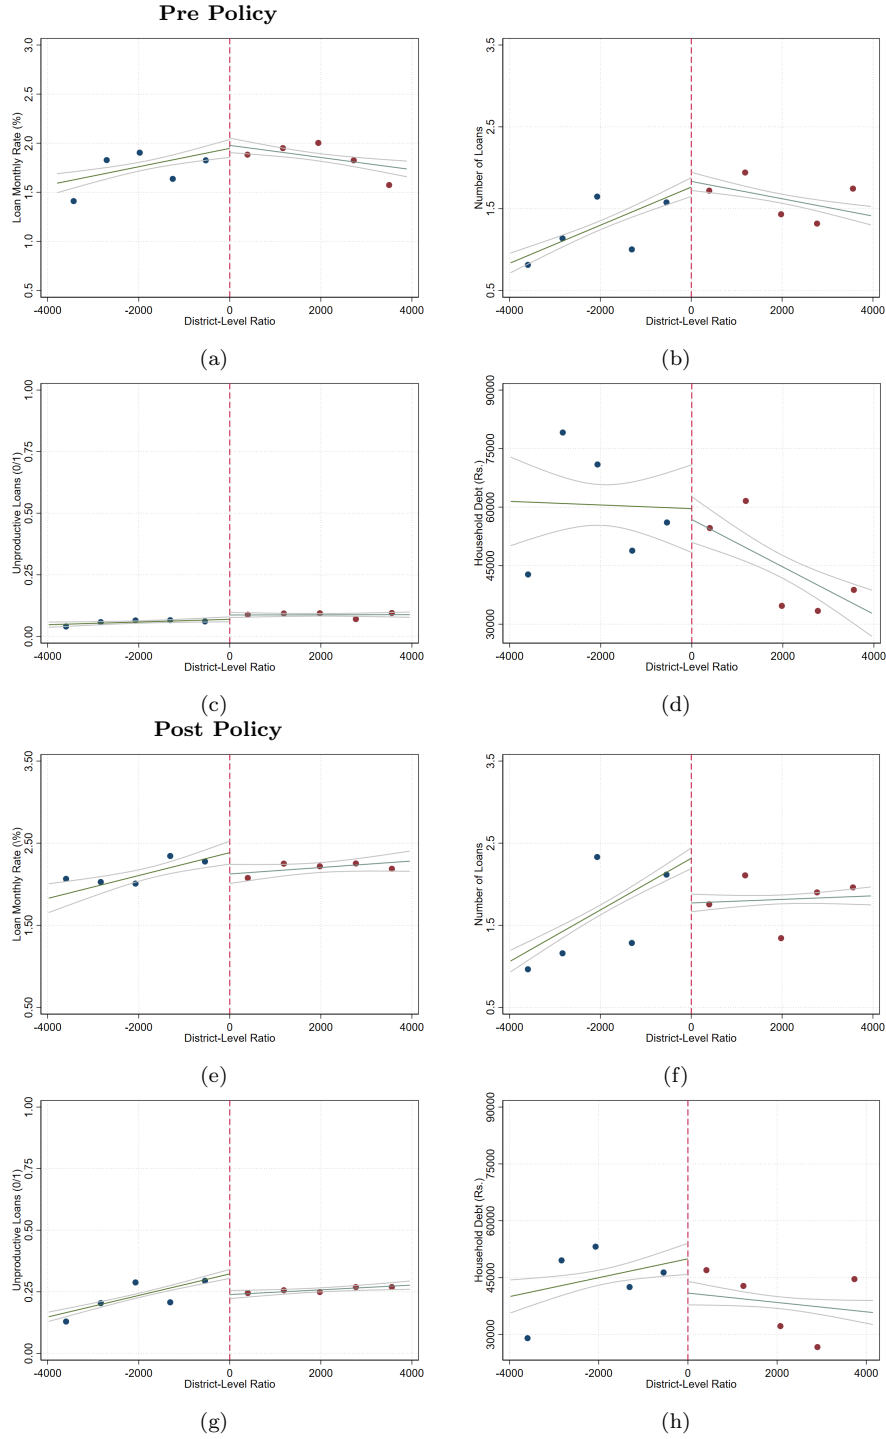 Pre Policy
Loan Monthly Rate (%)
3.0
2.5
2.0
1.5
1.0
0.5
-4000 -2000 0 2000 4000
District-Level Ratio
(a)
Number of Loans
3.5
2.5
1.5
0.5
-4000 -2000 0 2000 4000
District-Level Ratio
(b)
Unproductive Loans (0/1)
1.00
0.75
0.50
0.25
0.00
-4000 -2000 0 2000 4000
District-Level Ratio
(c)
Household Debt (Rs.)
90000
75000
60000
45000
30000
-4000 -2000 0 2000 4000
District-Level Ratio
(d)
Post Policy
Loan Monthly Rate (\%)
3.50
2.50
1.50
0.50
-4000 -2000 0 2000 4000
District-Level Ratio
(e)
Number of Loans
3.5
2.5
1.5
0.5
-4000 -2000 0 2000 4000
District-Level Ratio
(f)
Unproductive Loans (0/1)
1.00
0.75
0.50
0.25
0.00
-4000 -2000 0 2000 4000
District-Level Ratio
(g)
Household Debt (Rs.)
90000
75000
60000
45000
30000
-4000 -2000 0 2000 4000
District-Level Ratio
(h)